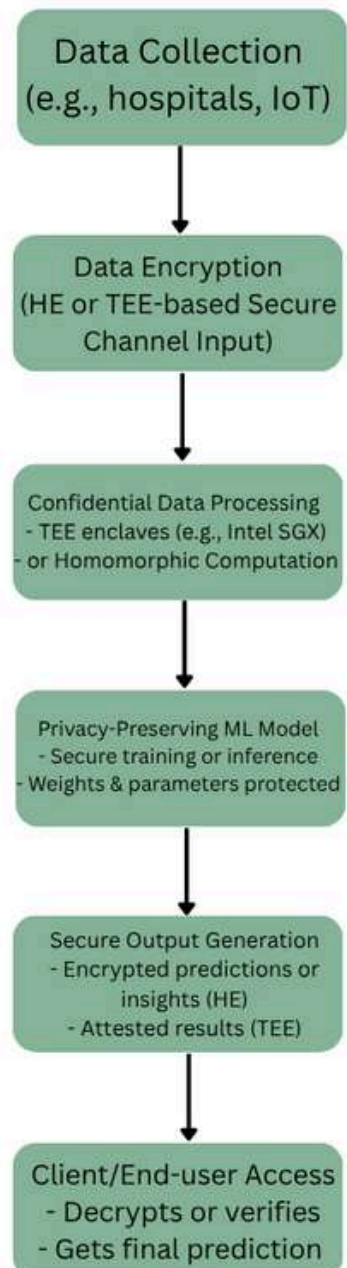 Data Collection
(e.g., hospitals, IoT)
Data Encryption
(HE or TEE-based Secure
Channel Input)
Confidential Data Processing
- TEE enclaves (e.g., Intel SGX)
- or Homomorphic Computation
Privacy-Preserving ML Model
- Secure training or inference
- Weights & parameters protected
Secure Output Generation
- Encrypted predictions or
insights (HE)
- Attested results (TEE)
Client/End-user Access
- Decrypts or verifies
- Gets final prediction